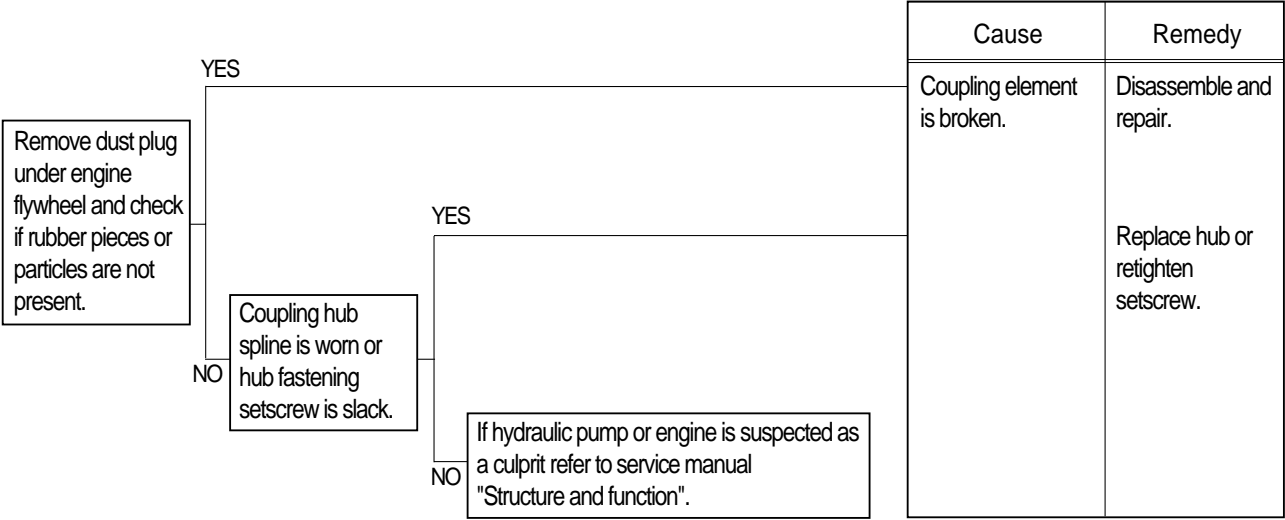 Cause
Remedy
YES
Coupling element
is broken.
Disassemble and
repair.
Remove dust plug
under engine
flywheel and check
if rubber pieces or
particles are not
present.
YES
Replace hub or
retighten
setscrew.
NO
Coupling hub
spline is worn or
hub fastening
setscrew is slack.
NO
If hydraulic pump or engine is suspected as
a culprit refer to service manual
"Structure and function".